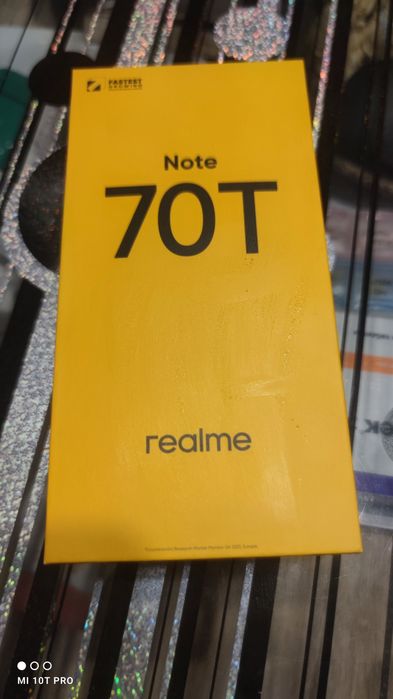 FASTEST
GROWING
Note
70T
realme
MI 10T PRO